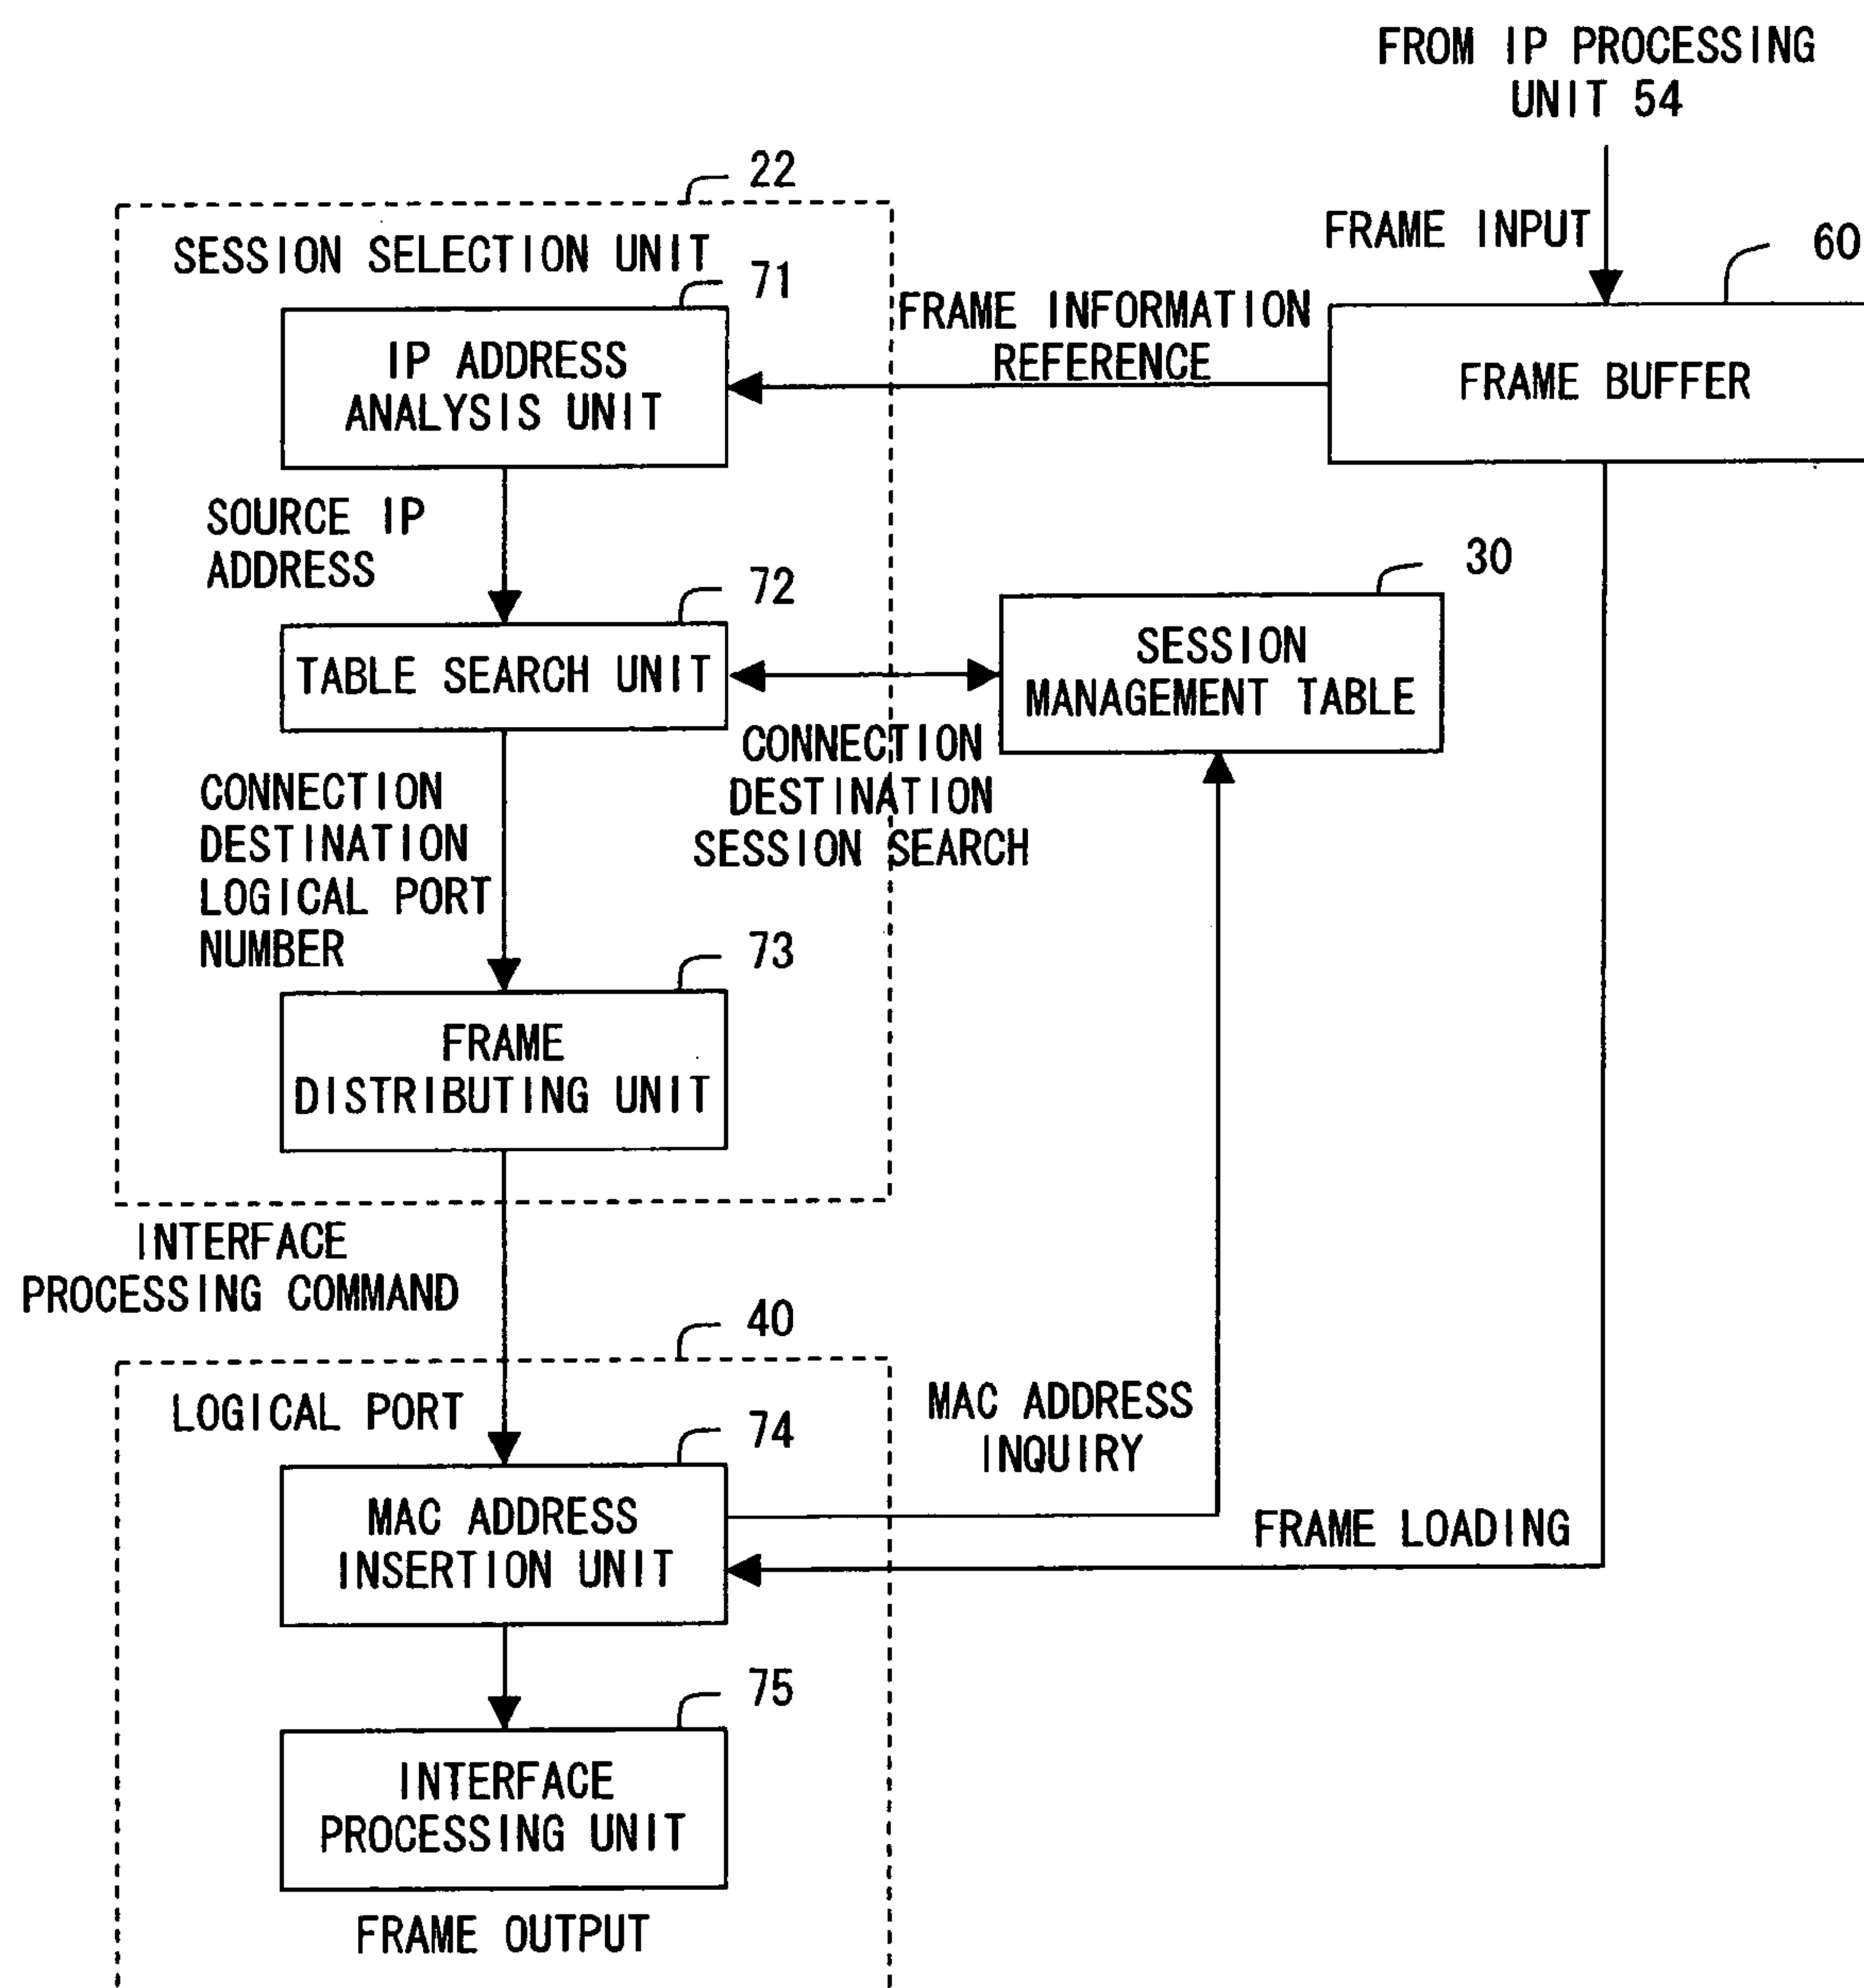 FROM IP PROCESSING
UNIT 54
22
FRAME INPUT
60
SESSION SELECTION UNIT
71
FRAME INFORMATION
REFERENCE
IP ADDRESS
ANALYSIS UNIT
FRAME BUFFER
SOURCE IP
ADDRESS
72
30
TABLE SEARCH UNIT
SESSION
MANAGEMENT TABLE
CONNECTION
DESTINATION
SESSION SEARCH
CONNECTION
DESTINATION
LOGICAL PORT
NUMBER
73
FRAME
DISTRIBUTING UNIT
INTERFACE
PROCESSING COMMAND
40
LOGICAL PORT
74
MAC ADDRESS
INQUIRY
MAC ADDRESS
INSERTION UNIT
FRAME LOADING
75
INTERFACE
PROCESSING UNIT
FRAME OUTPUT